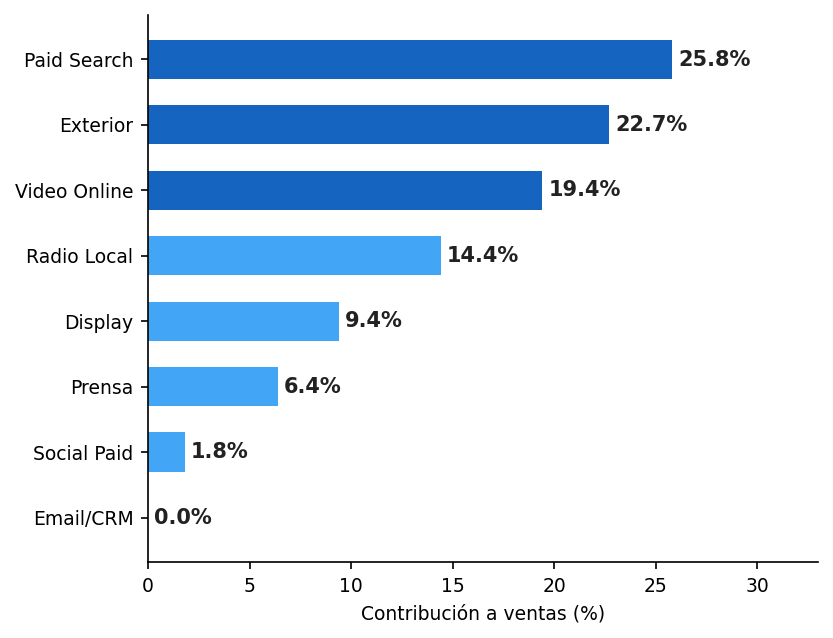 Paid Search 25.8%
Exterior 22.7%
Video Online 19.4%
Radio Local 14.4%
Display 9.4%
Prensa 6.4%
Social Paid 1.8%
Email/CRM 0.0%
0 5 10 15 20 25 30
Contribución a ventas (%)